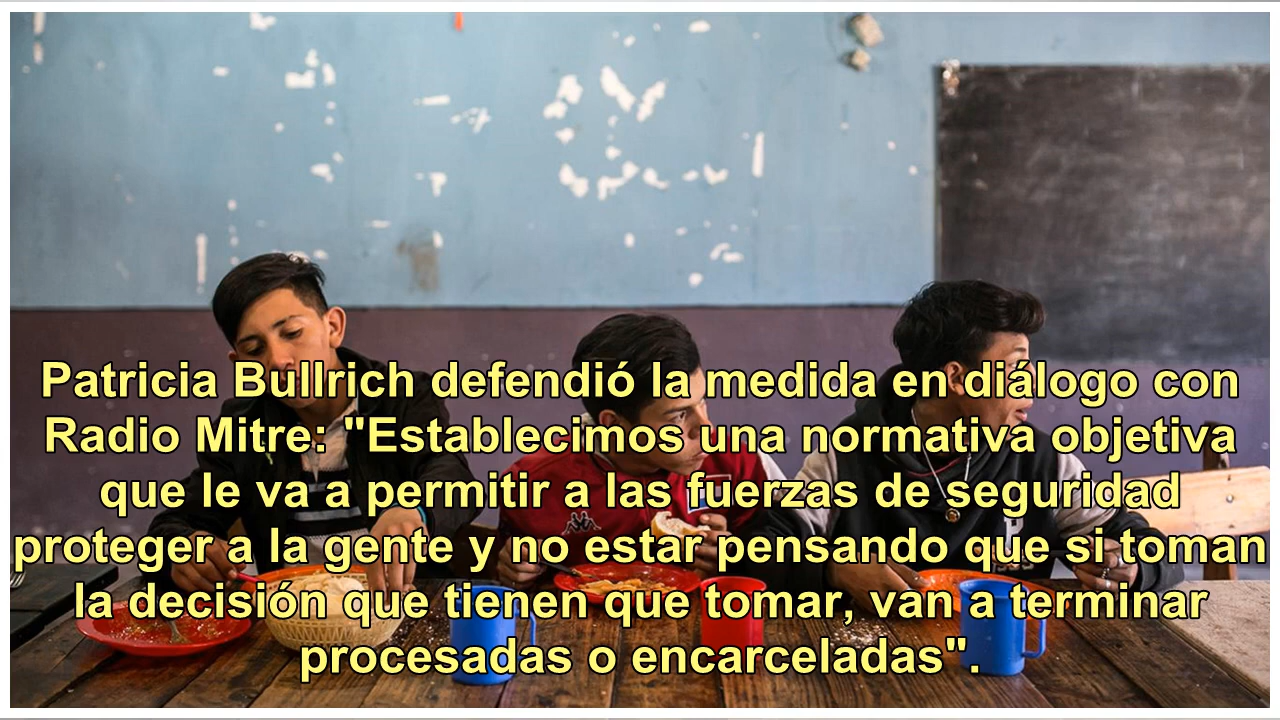 Patricia Bullrich defendió la medida en diálogo con
Radio Mitre: "Establecimos una normativa objetiva
que le va a permitir a las fuerzas de seguridad
proteger a la gente y no estar pensando que si toman
la decisión que tienen que tomar, van a terminar
procesadas o encarceladas".